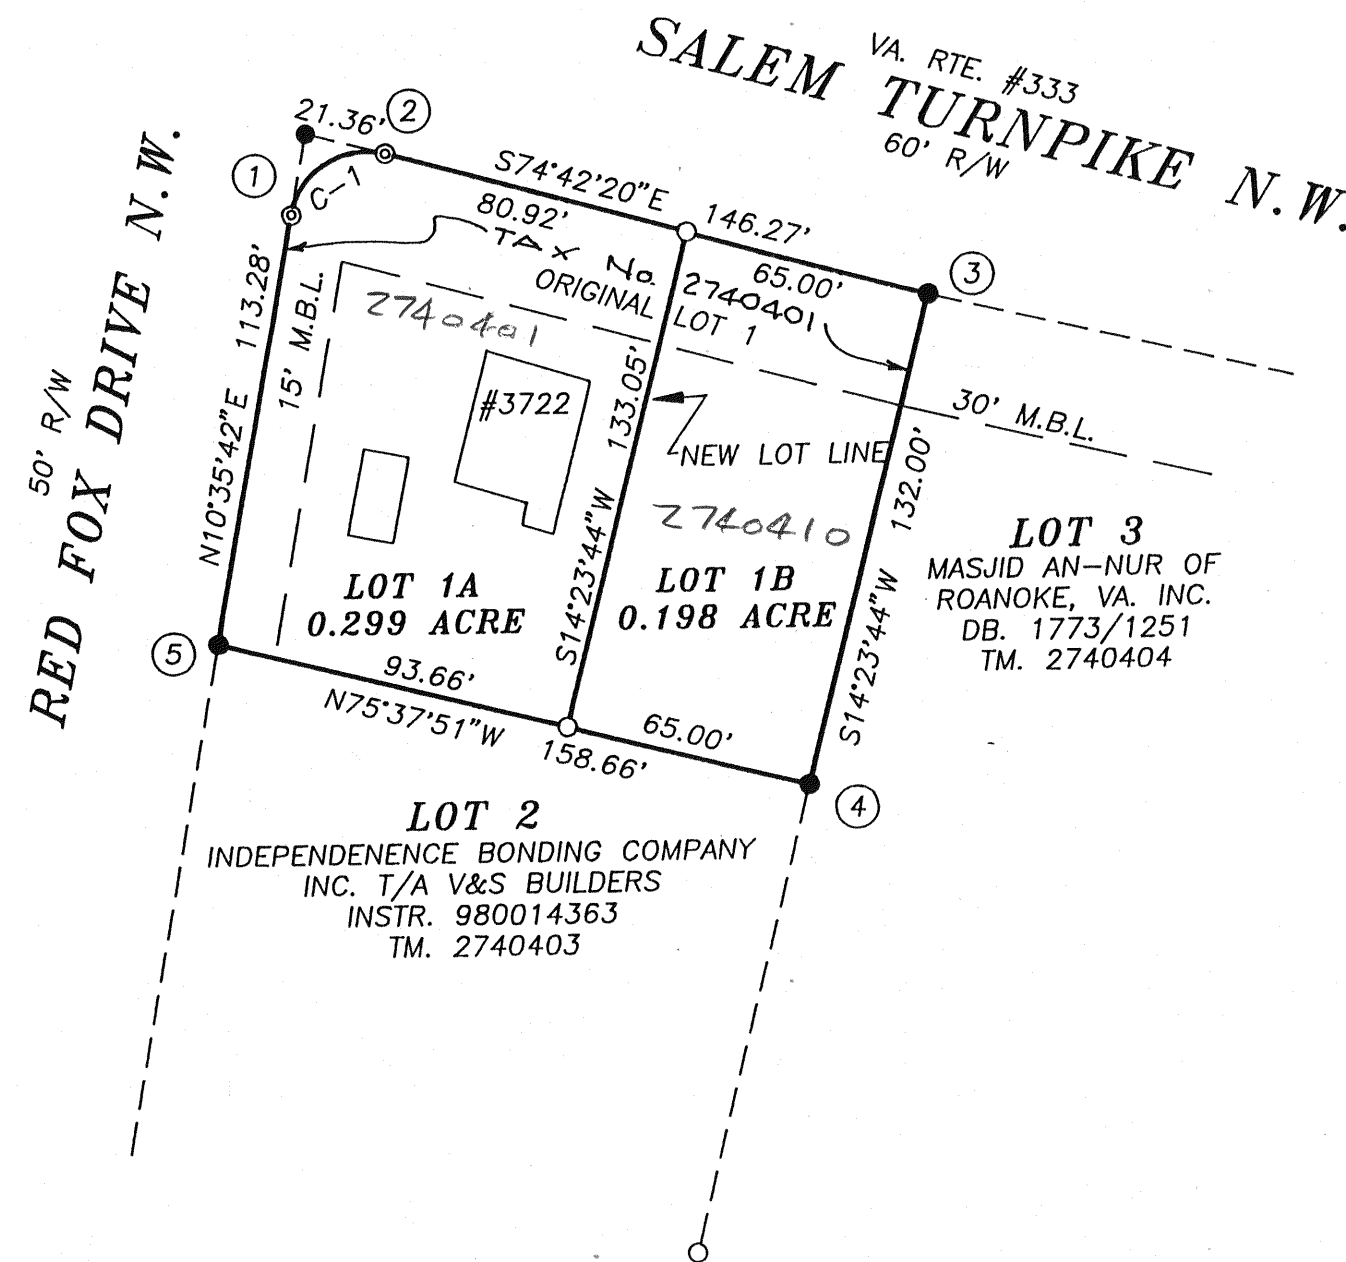 VA. RTE. #333
SALEM TURNPIKE N.W.
60' R/W
21.36'
2
1
C-1
S74°42'20"E
80.92'
146.27'
65.00'
3
TAX No.
2740401
ORIGINAL LOT 1
2740401
RED FOX DRIVE N.W.
50' R/W
N10°35'42"E 113.28'
15' M.B.L.
#3722
S14°23'44"W 133.05'
NEW LOT LINE
30' M.B.L.
S14°23'44"W 132.00'
2740410
LOT 1A
0.299 ACRE
LOT 1B
0.198 ACRE
LOT 3
MASJID AN-NUR OF
ROANOKE, VA. INC.
DB. 1773/1251
TM. 2740404
5
93.66'
N75°37'51"W
158.66'
65.00'
4
LOT 2
INDEPENDENENCE BONDING COMPANY
INC. T/A V&S BUILDERS
INSTR. 980014363
TM. 2740403